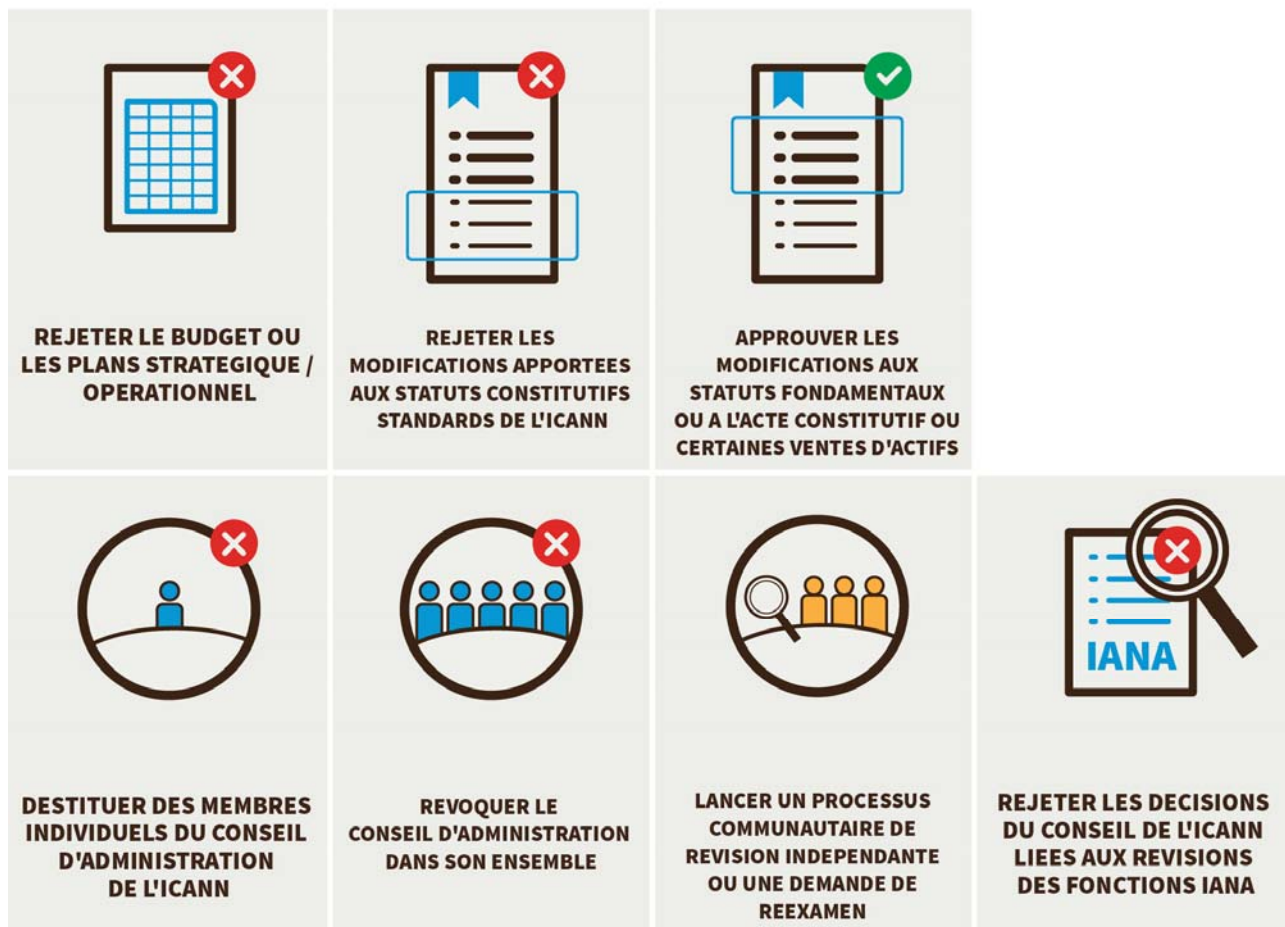 REJETER LE BUDGET OU
LES PLANS STRATEGIQUE /
OPERATIONNEL
REJETER LES
MODIFICATIONS APPORTEES
AUX STATUTS CONSTITUTIFS
STANDARDS DE L'ICANN
APPROUVER LES
MODIFICATIONS AUX
STATUTS FONDAMENTAUX
OU A L'ACTE CONSTITUTIF OU
CERTAINES VENTES D'ACTIFS
DESTITUER DES MEMBRES
INDIVIDUELS DU CONSEIL
D'ADMINISTRATION
DE L'ICANN
REVOQUER LE
CONSEIL D'ADMINISTRATION
DANS SON ENSEMBLE
LANCER UN PROCESSUS
COMMUNAUTAIRE DE
REVISION INDEPENDANTE
OU UNE DEMANDE DE
REEXAMEN
IANA
REJETER LES DECISIONS
DU CONSEIL DE L'ICANN
LIEES AUX REVISIONS
DES FONCTIONS IANA